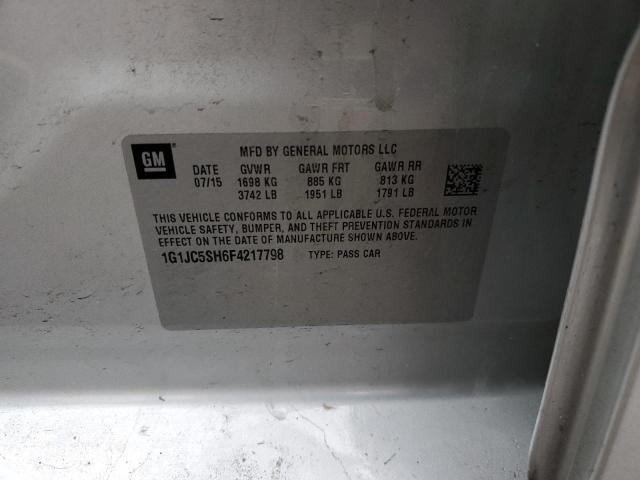 GM
MFD BY GENERAL MOTORS LLC
DATE GVWR GAWR FRT GAWR RR
07/15 1698 KG 885 KG 813 KG
3742 LB 1951 LB 1791 LB
THIS VEHICLE CONFORMS TO ALL APPLICABLE U.S. FEDERAL MOTOR
VEHICLE SAFETY, BUMPER, AND THEFT PREVENTION STANDARDS IN
EFFECT ON THE DATE OF MANUFACTURE SHOWN ABOVE.
1G1JC5SH6F4217798 TYPE: PASS CAR